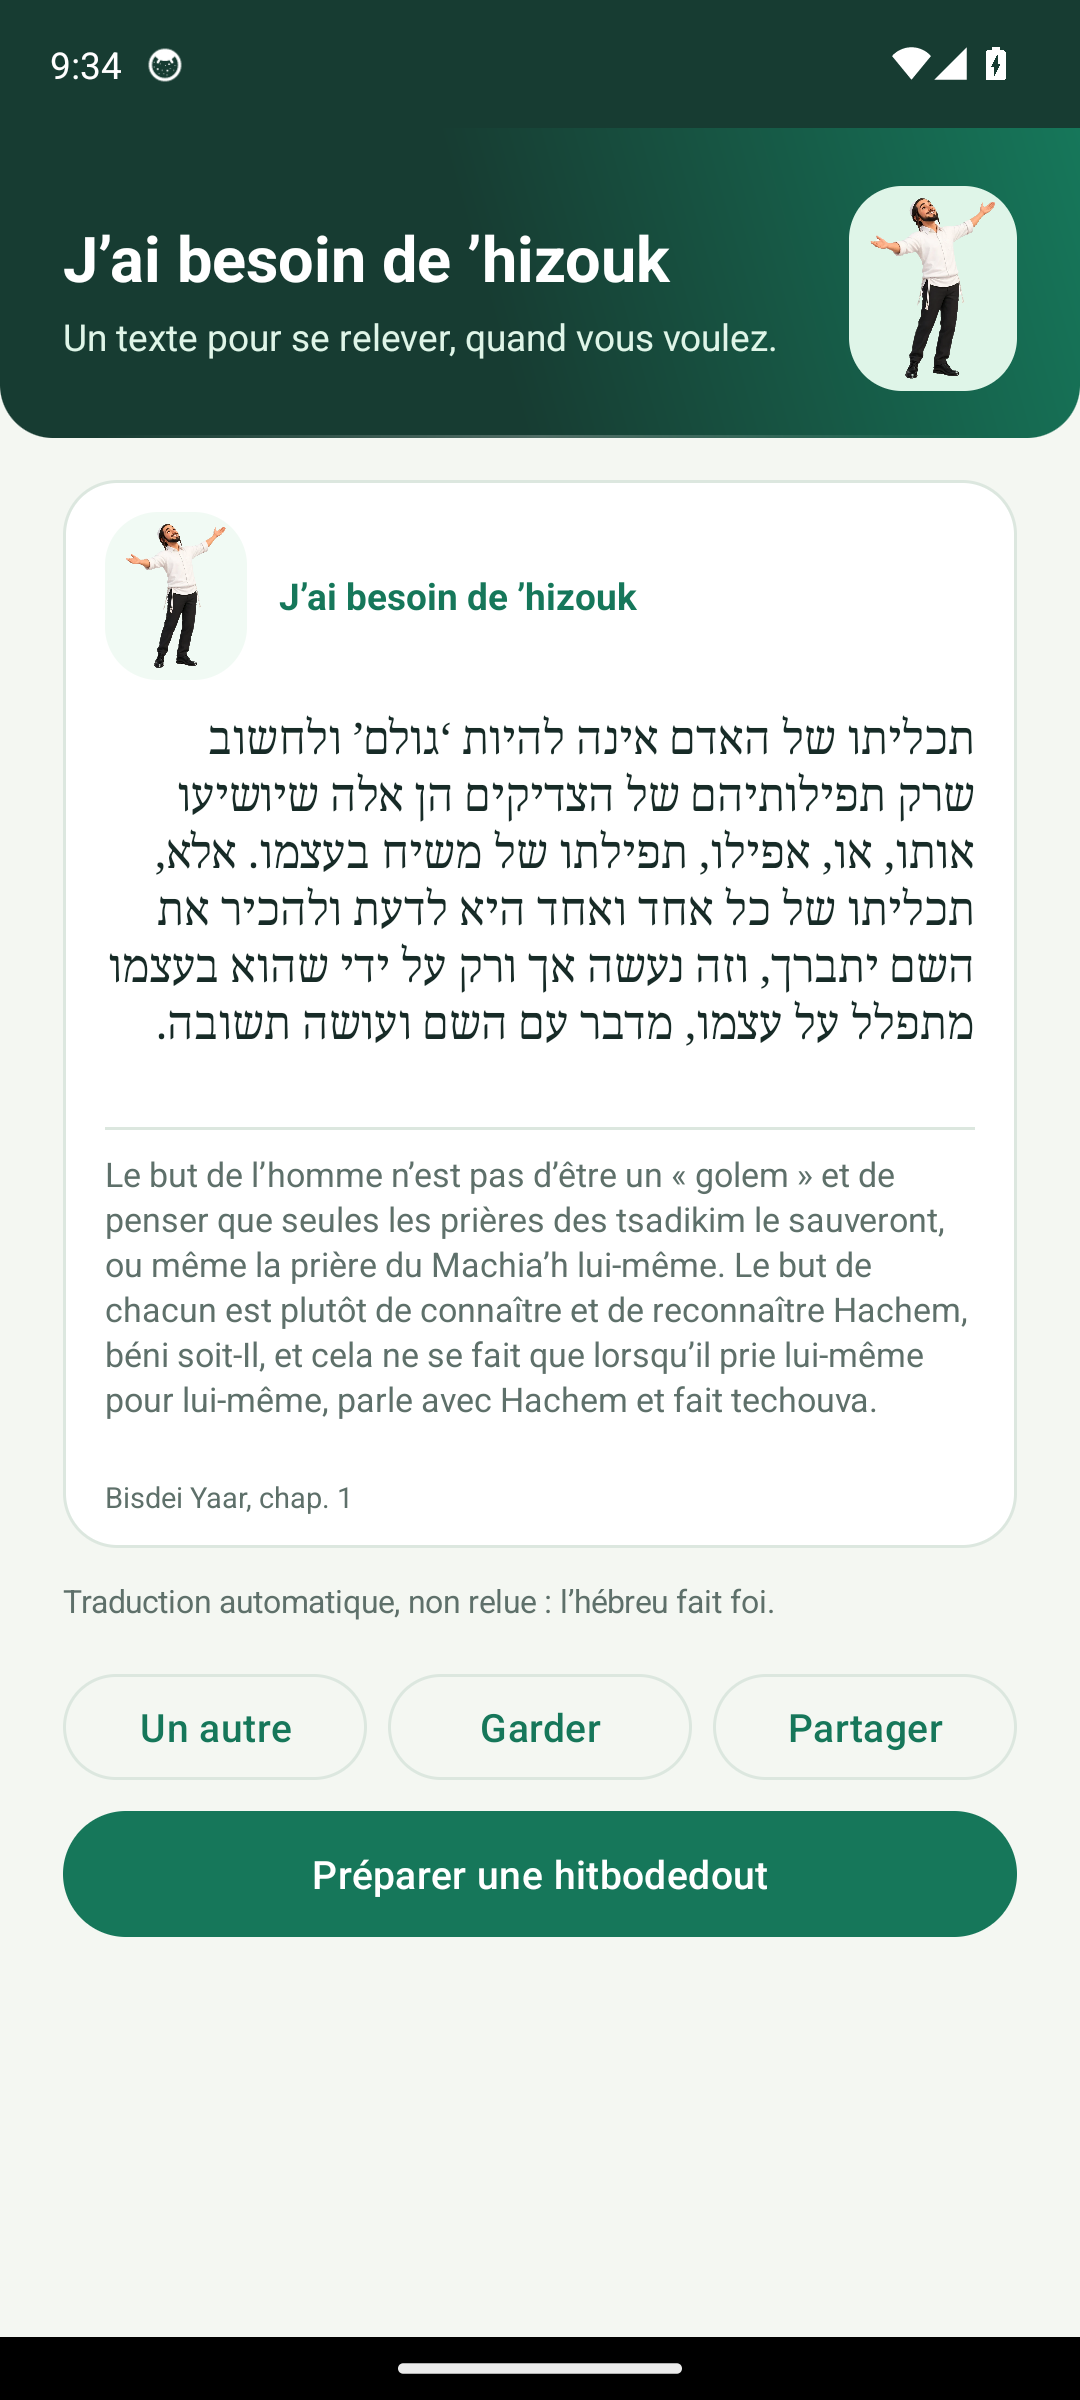 9:34
J’ai besoin de ’hizouk
Un texte pour se relever, quand vous voulez.
J’ai besoin de ’hizouk
תכליתו של האדם אינה להיות ‘גולם’ ולחשוב
שרק תפילותיהם של הצדיקים הן אלה שיושיעו
אותו, או, אפילו, תפילתו של משיח בעצמו. אלא,
תכליתו של כל אחד ואחד היא לדעת ולהכיר את
השם יתברך, וזה נעשה אך ורק על ידי שהוא בעצמו
מתפלל על עצמו, מדבר עם השם ועושה תשובה.
Le but de l’homme n’est pas d’être un « golem » et de
penser que seules les prières des tsadikim le sauveront,
ou même la prière du Machia’h lui-même. Le but de
chacun est plutôt de connaître et de reconnaître Hachem,
béni soit-Il, et cela ne se fait que lorsqu’il prie lui-même
pour lui-même, parle avec Hachem et fait techouva.
Bisdei Yaar, chap. 1
Traduction automatique, non relue : l’hébreu fait foi.
Un autre
Garder
Partager
Préparer une hitbodedout